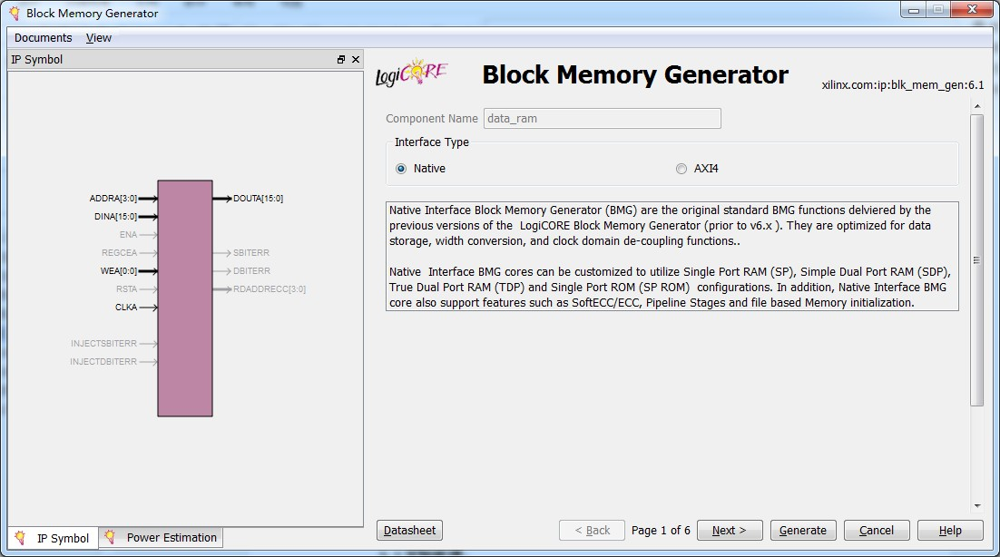 Block Memory Generator
Documents View
IP Symbol
ADDRA[3:0]
DOUTA[15:0]
DINA[15:0]
ENA
REGCEA
SBITERR
WEA[0:0]
DBITERR
RSTA
RDADDRECC[3:0]
CLKA
INJECTSBITERR
INJECTDBITERR
IP Symbol
Power Estimation
LogiCORE
Block Memory Generator
xilinx.com:ip:blk_mem_gen:6.1
Component Name data_ram
Interface Type
Native
AXI4
Native Interface Block Memory Generator (BMG) are the original standard BMG functions delviered by the
previous versions of the LogiCORE Block Memory Generator (prior to v6.x ). They are optimized for data
storage, width conversion, and clock domain de-coupling functions..
Native Interface BMG cores can be customized to utilize Single Port RAM (SP), Simple Dual Port RAM (SDP),
True Dual Port RAM (TDP) and Single Port ROM (SP ROM) configurations. In addition, Native Interface BMG
core also support features such as SoftECC/ECC, Pipeline Stages and file based Memory initialization.
Datasheet
< Back Page 1 of 6 Next > Generate Cancel Help